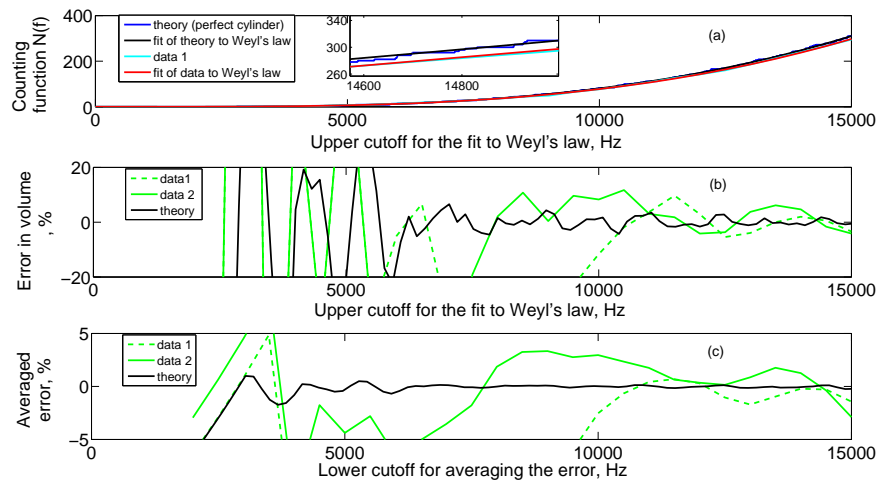 400
300
200
100
0
Counting
function N(f)
theory (perfect cylinder)
fit of theory to Weyl's law
data 1
fit of data to Weyl's law
340
300
260
14600
14800
(a)
0
5000
10000
15000
Upper cutoff for the fit to Weyl's law, Hz
20
0
−20
Error in volume
, %
data1
data 2
theory
(b)
0
5000
10000
15000
Upper cutoff for the fit to Weyl's law, Hz
5
0
−5
Averaged
error, %
data 1
data 2
theory
(c)
0
5000
10000
15000
Lower cutoff for averaging the error, Hz